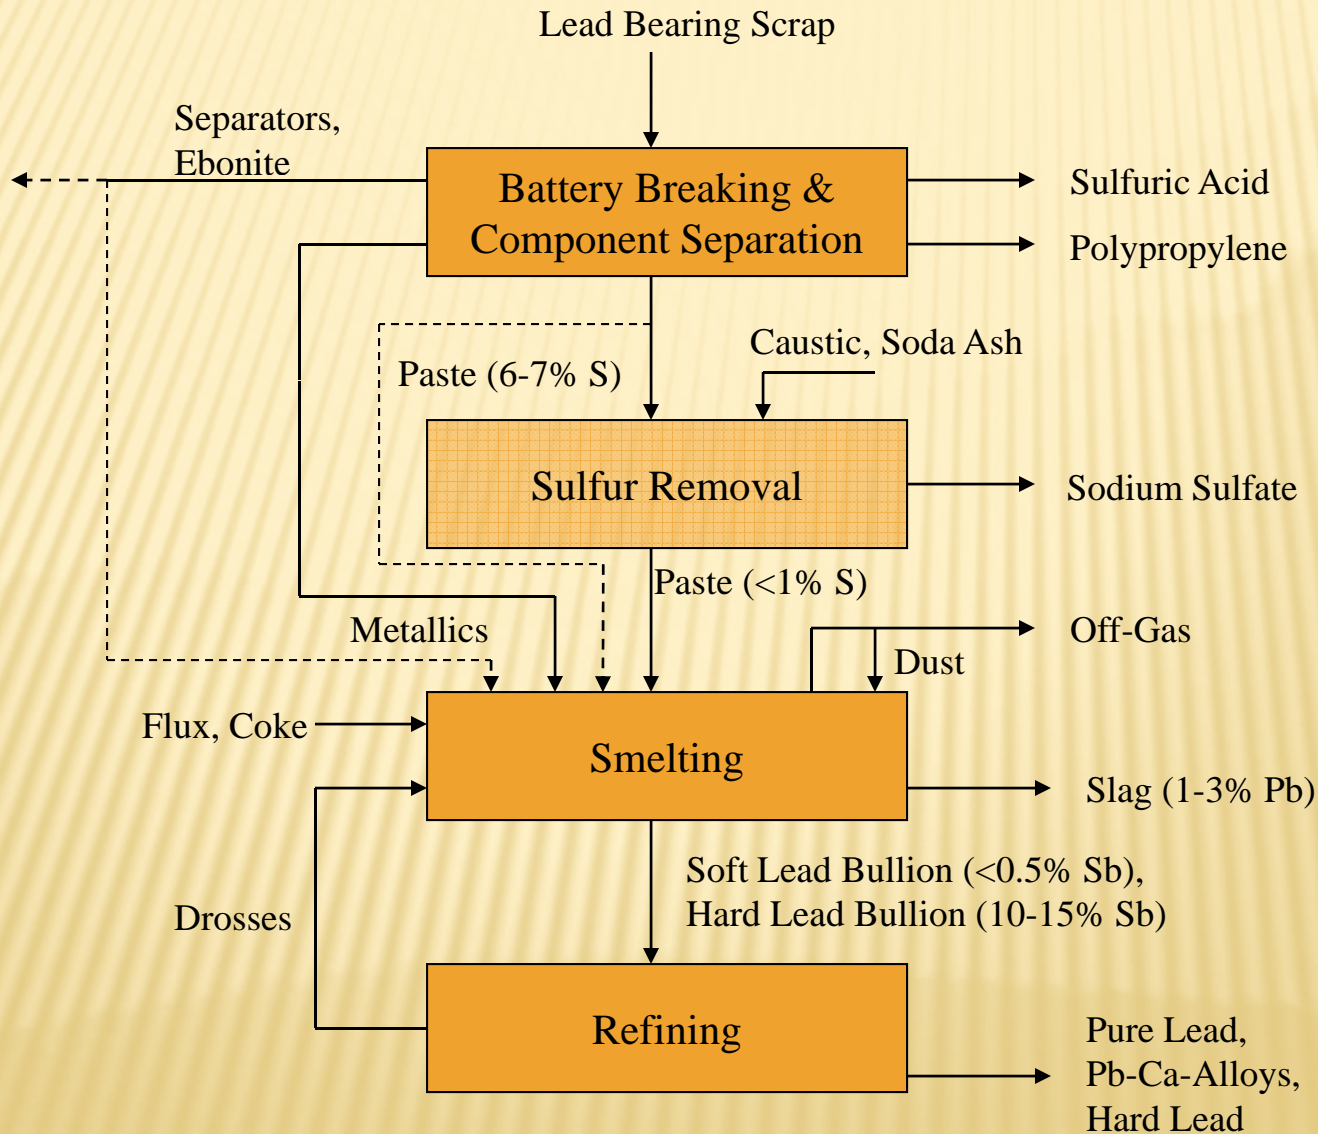 Lead Bearing Scrap
Separators,
Ebonite
Battery Breaking &
Component Separation
Sulfuric Acid
Polypropylene
Caustic, Soda Ash
Paste (6-7% S)
Sulfur Removal
Sodium Sulfate
Paste (<1% S)
Metallics
Off-Gas
Dust
Flux, Coke
Smelting
Slag (1-3% Pb)
Soft Lead Bullion (<0.5% Sb),
Hard Lead Bullion (10-15% Sb)
Drosses
Refining
Pure Lead,
Pb-Ca-Alloys,
Hard Lead